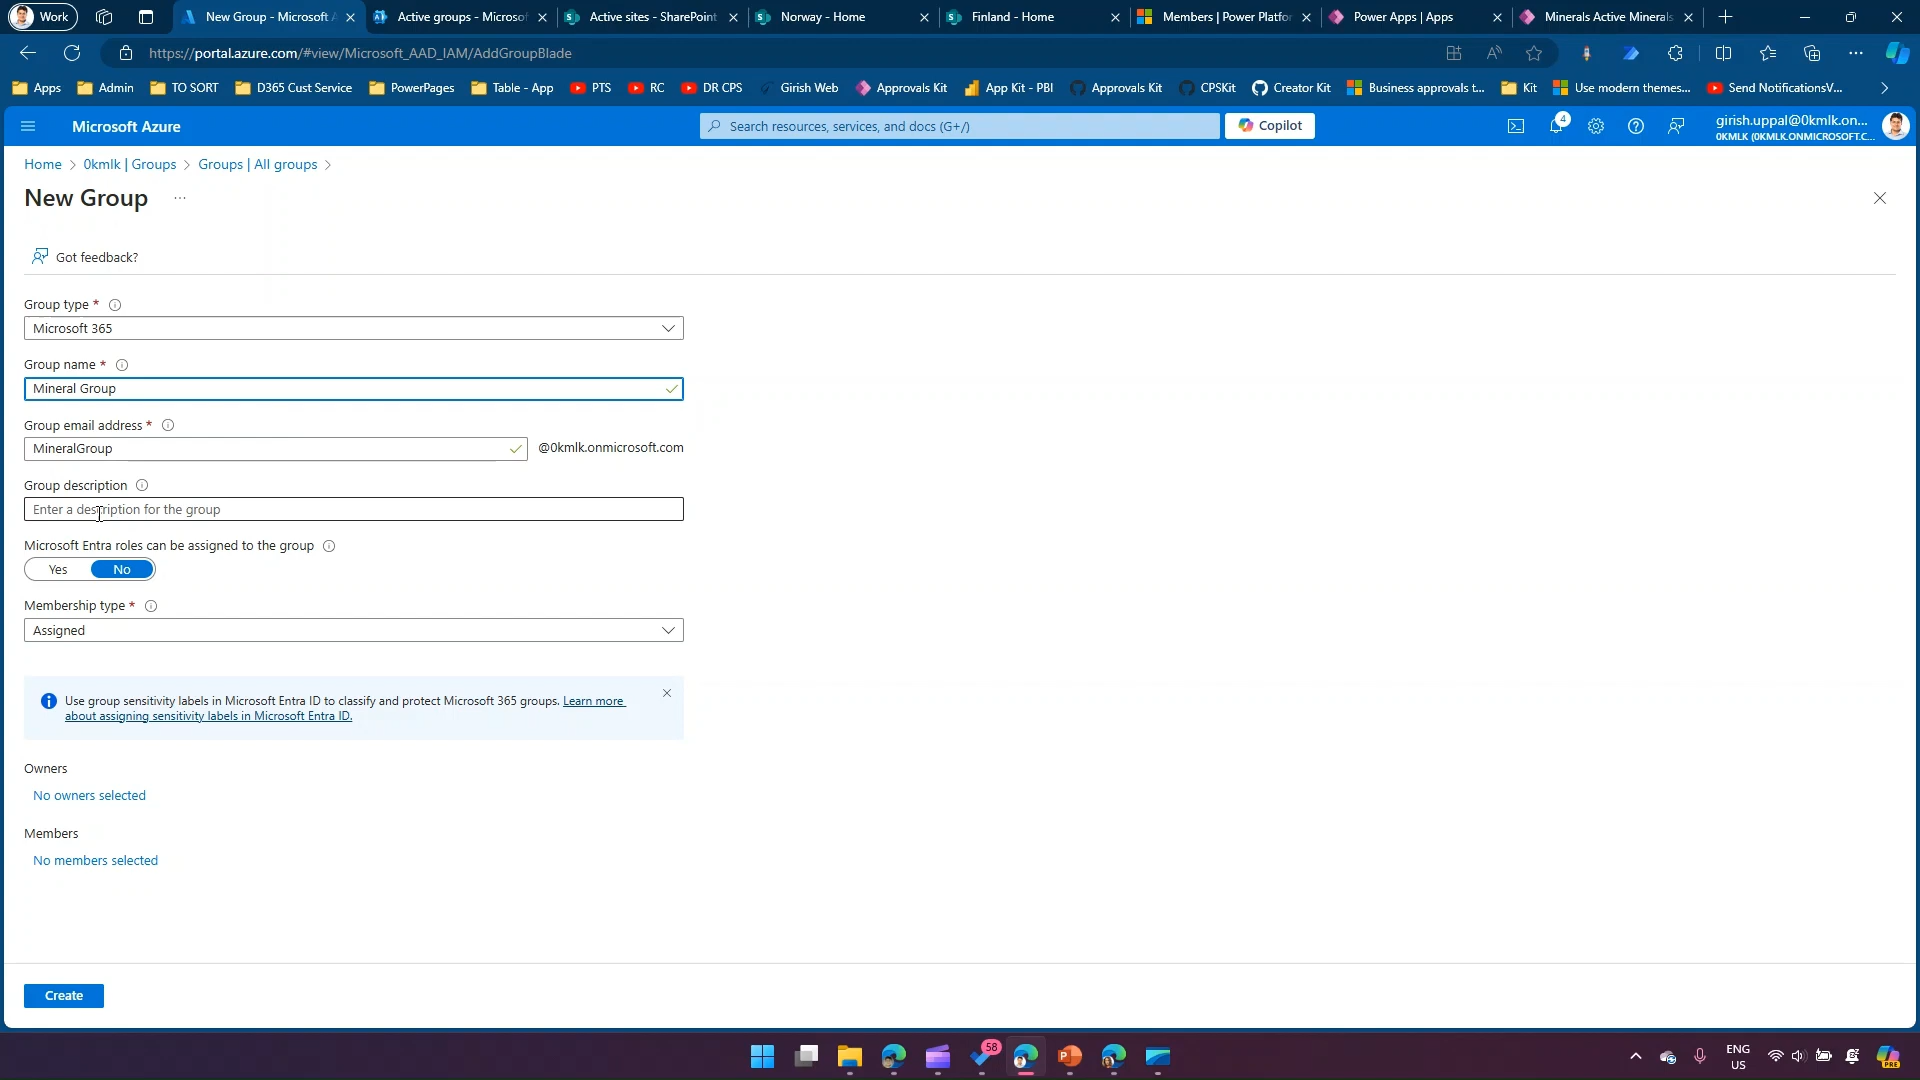 Work
New Group - Microsoft A
Active groups - Microsof
Active sites - SharePoint
Norway - Home
Finland - Home
Members | Power Platfor
Power Apps | Apps
Minerals Active Minerals
https://portal.azure.com/#view/Microsoft_AAD_IAM/AddGroupBlade
Apps
Admin
TO SORT
D365 Cust Service
PowerPages
Table - App
PTS
RC
DR CPS
Girish Web
Approvals Kit
App Kit - PBI
Approvals Kit
CPSKit
Creator Kit
Business approvals t...
Kit
Use modern themes...
Send NotificationsV...
Microsoft Azure
Search resources, services, and docs (G+/)
Copilot
4
girish.uppal@0kmlk.on...
0KMLK (0KMLK.ONMICROSOFT.C...
Home > 0kmlk | Groups > Groups | All groups >
New Group ...
Got feedback?
Group type *
Microsoft 365
Group name *
Mineral Group
Group email address *
MineralGroup
@0kmlk.onmicrosoft.com
Group description
Enter a description for the group
Microsoft Entra roles can be assigned to the group
Yes No
Membership type *
Assigned
Use group sensitivity labels in Microsoft Entra ID to classify and protect Microsoft 365 groups. Learn more
about assigning sensitivity labels in Microsoft Entra ID.
Owners
No owners selected
Members
No members selected
Create
58
ENG
US
PRE